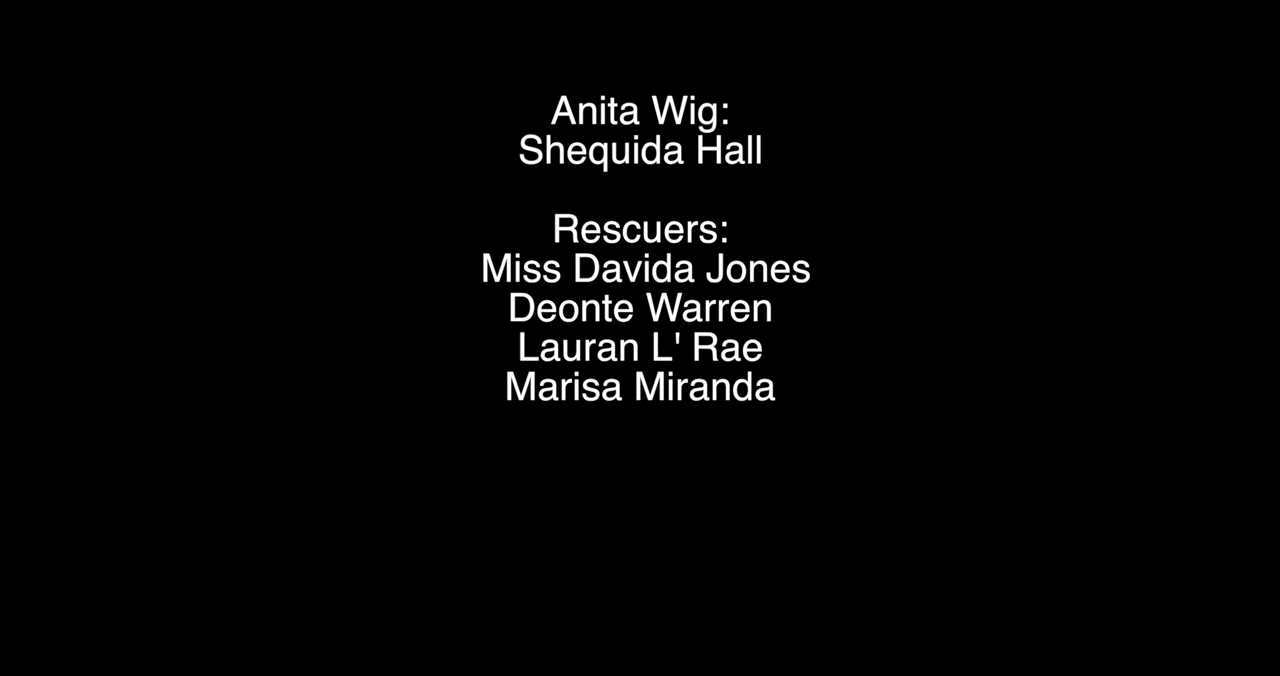 Anita Wig:
Shequida Hall
Rescuers:
Miss Davida Jones
Deonte Warren
Lauran L' Rae
Marisa Miranda